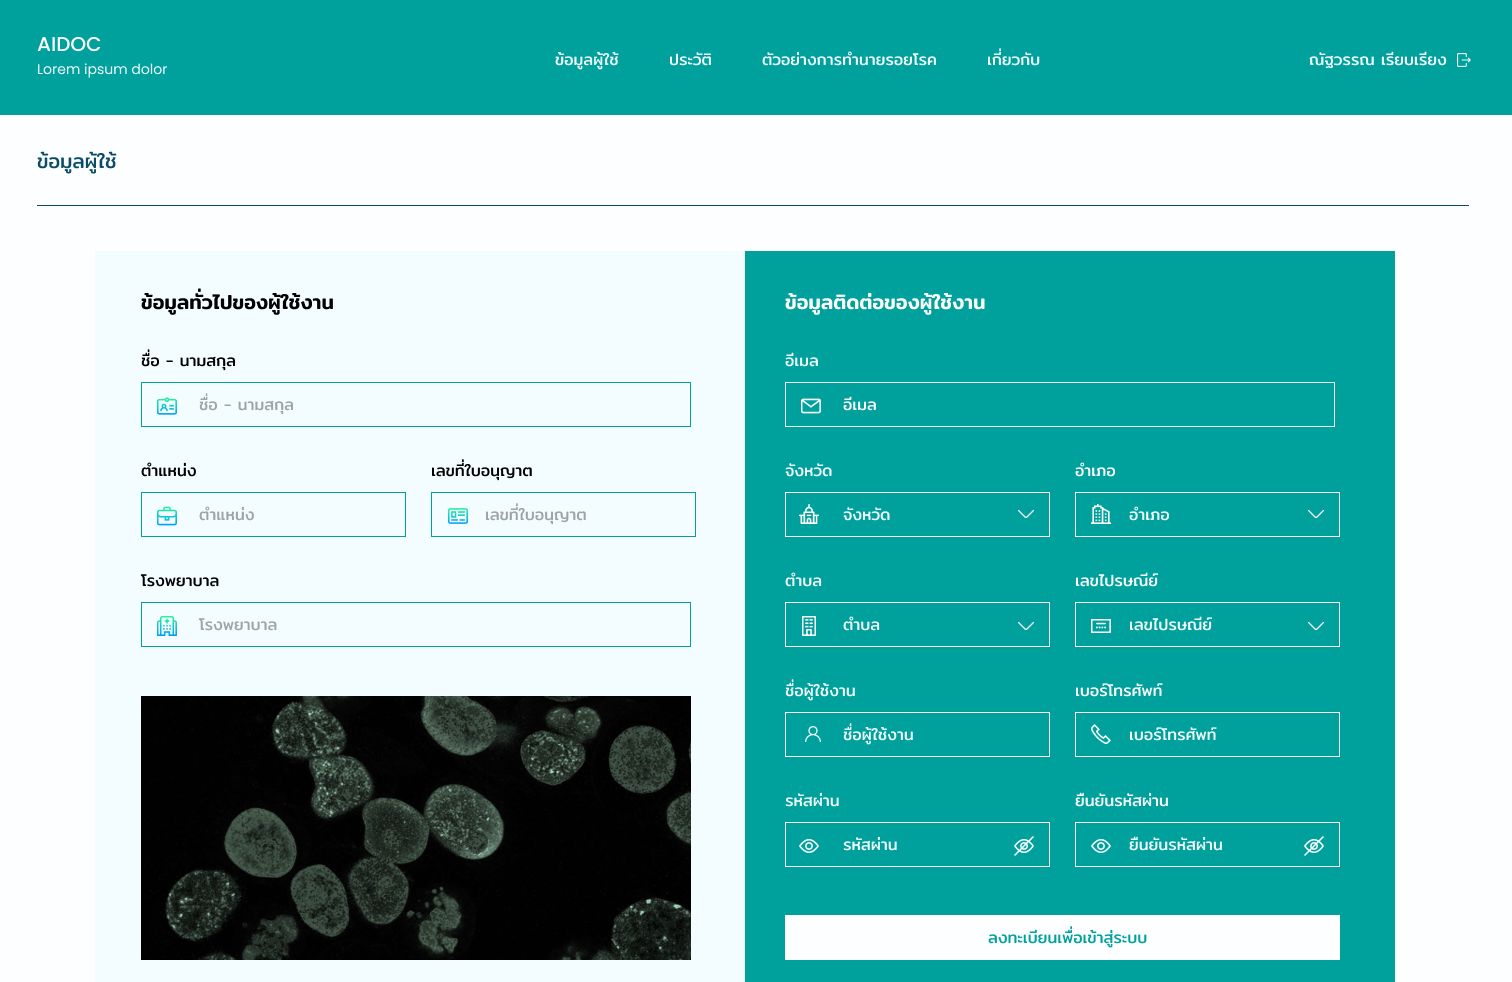 AIDOC
Lorem ipsum dolor
ข้อมูลผู้ใช้ ประวัติ ตัวอย่างการทำนายรอยโรค เกี่ยวกับ
ณัฐวรรณ เรียบเรียง
ข้อมูลผู้ใช้
ข้อมูลทั่วไปของผู้ใช้งาน
ชื่อ - นามสกุล
ชื่อ - นามสกุล
ตำแหน่ง เลขที่ใบอนุญาต
ตำแหน่ง เลขที่ใบอนุญาต
โรงพยาบาล
โรงพยาบาล
ข้อมูลติดต่อของผู้ใช้งาน
อีเมล
อีเมล
จังหวัด อำเภอ
จังหวัด อำเภอ
ตำบล เลขไปรษณีย์
ตำบล เลขไปรษณีย์
ชื่อผู้ใช้งาน เบอร์โทรศัพท์
ชื่อผู้ใช้งาน เบอร์โทรศัพท์
รหัสผ่าน ยืนยันรหัสผ่าน
รหัสผ่าน ยืนยันรหัสผ่าน
ลงทะเบียนเพื่อเข้าสู่ระบบ